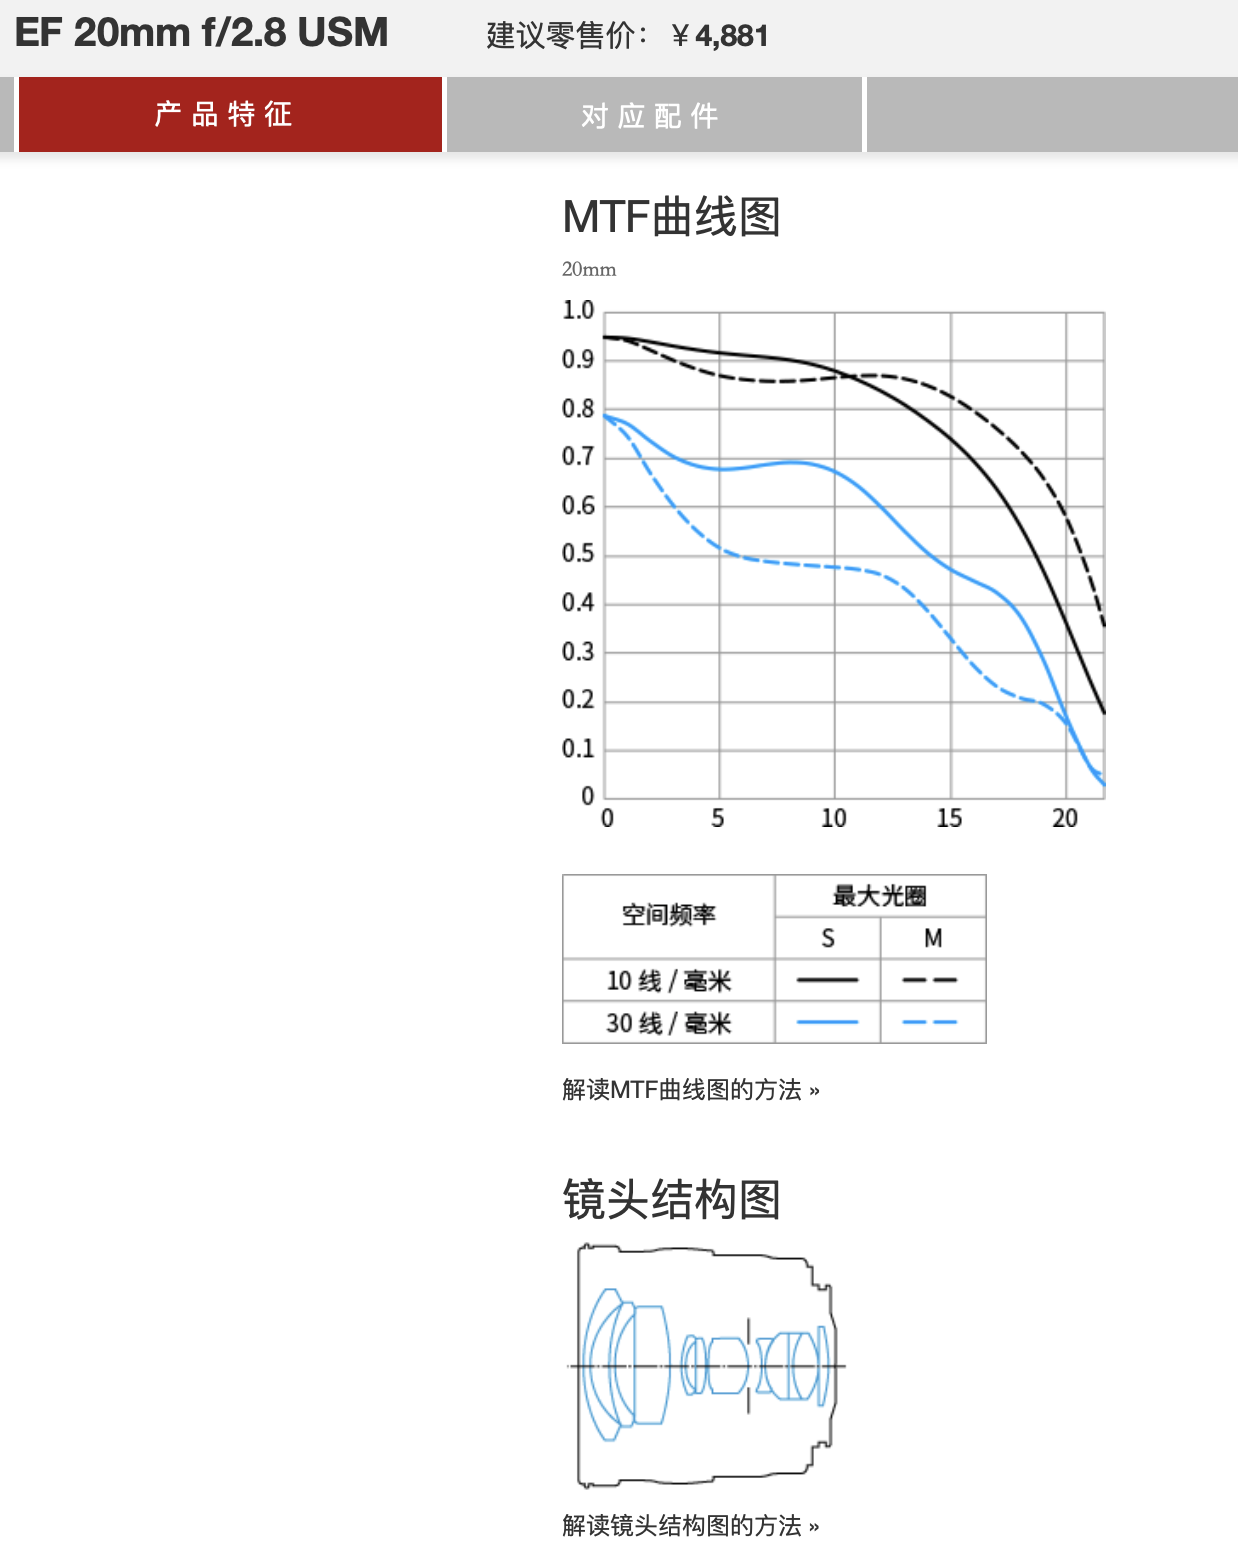 EF 20mm f/2.8 USM 建议零售价：￥4,881
产品特征 对应配件
MTF曲线图
20mm
1.0
0.9
0.8
0.7
0.6
0.5
0.4
0.3
0.2
0.1
0
0 5 10 15 20
空间频率 最大光圈
S M
10 线 / 毫米
30 线 / 毫米
解读MTF曲线图的方法 »
镜头结构图
解读镜头结构图的方法 »